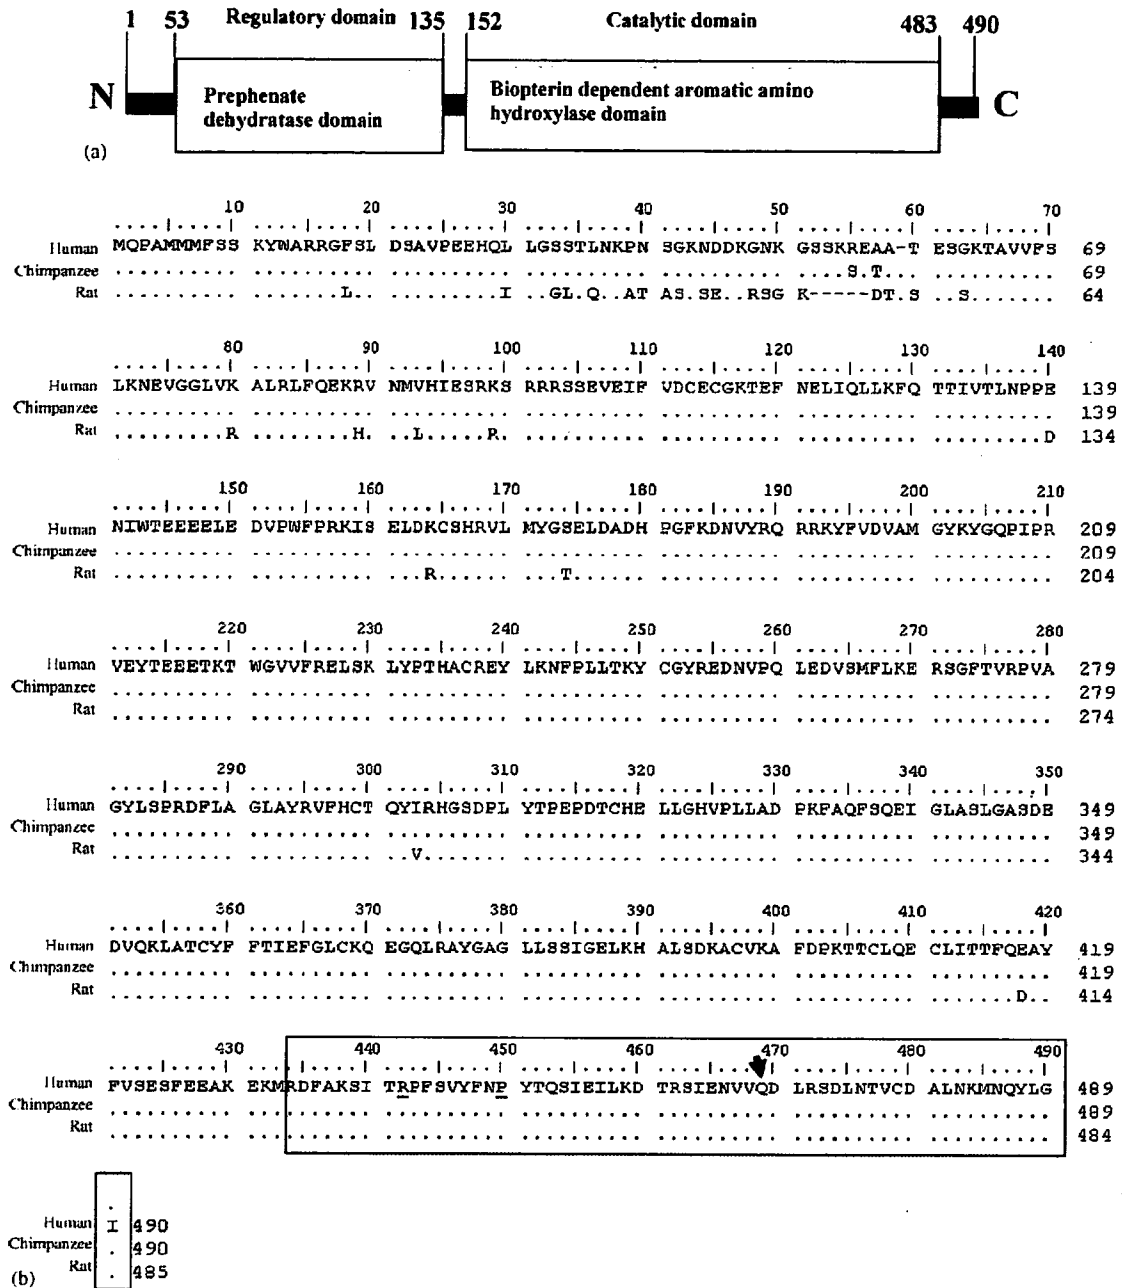 1 53 Regulatory domain 135 152 Catalytic domain 483 490
N
Prephenate
dehydratase domain
Biopterin dependent aromatic amino
hydroxylase domain
C
(a)
10 20 30 40 50 60 70
Human MQPAMMMFSS KYWARRGFSL DSAVPEEHQL LGSSTLNKPN SGKNDDKGNK GSSKREAA-T ESGKTAVVFS 69
Chimpanzee .......... .......... .......... .......... .......... ....S.T... .......... 69
Rat .......... .......L.. .........I ..GL.Q..AT AS.SE..RSG K-----DT.S ...S...... 64
80 90 100 110 120 130 140
Human LKNEVGGLVK ALRLFQEKRV NMVHIESRKS RRRSSEVEIF VDCECGKTEF NELIQLLKFQ TTIVTLNPPE 139
Chimpanzee .......... .......... .......... .......... .......... .......... .......... 139
Rat .........R ........H. ..L.....R. .......... .......... .......... .........D 134
150 160 170 180 190 200 210
Human NIWTEEEELE DVPWFPRKIS ELDKCSHRVL MYGSELDADH PGFKDNVYRQ RRKYFVDVAM GYKYGQPIPR 209
Chimpanzee .......... .......... .......... .......... .......... .......... .......... 209
Rat .......... .......... ...R...... ...T...... .......... .......... .......... 204
220 230 240 250 260 270 280
Human VEYTEEETKT WGVVFRELSK LYPTHACREY LKNFPLLTKY CGYREDNVPQ LEDVSMFLKE RSGFTVRPVA 279
Chimpanzee .......... .......... .......... .......... .......... .......... .......... 279
Rat .......... .......... .......... .......... .......... .......... .......... 274
290 300 310 320 330 340 350
Human GYLSPRDFLA GLAYRVFHCT QYIRHGSDPL YTPEPDTCHE LLGHVPLLAD PKFAQFSQEI GLASLGASDE 349
Chimpanzee .......... .......... .......... .......... .......... .......... .......... 349
Rat .......... .......... ..V....... .......... .......... .......... .......... 344
360 370 380 390 400 410 420
Human DVQKLATCYF FTIEFGLCKQ EGQLRAYGAG LLSSIGELKH ALSDKACVKA FDPKTTCLQE CLITTFQEAY 419
Chimpanzee .......... .......... .......... .......... .......... .......... .......... 419
Rat .......... .......... .......... .......... .......... .......... .......D.. 414
430 440 450 460 470 480 490
Human FVSESFEEAK EKMRDFAKSI TRPFSVYFNP YTQSIEILKD TRSIENVVQD LRSDLNTVCD ALNKMNQYLG 489
Chimpanzee .......... .......... .......... .......... .......... .......... .......... 489
Rat .......... .......... .......... .......... .......... .......... .......... 484
Human I 490
Chimpanzee . 490
Rat . 485
(b)